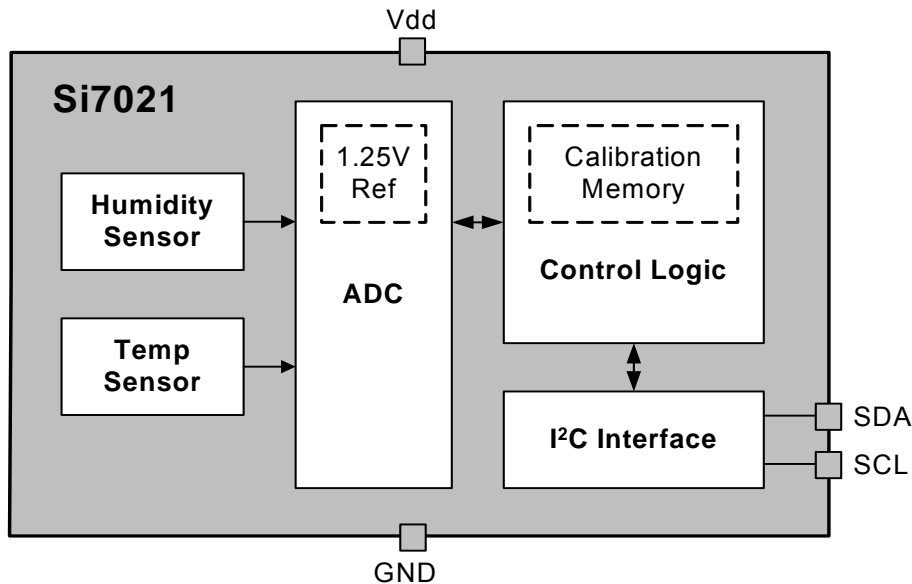 Vdd
Si7021
1.25V
Ref
Calibration
Memory
Humidity
Sensor
Control Logic
ADC
Temp
Sensor
I²C Interface
SDA
SCL
GND